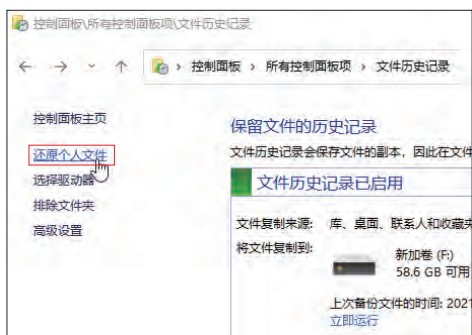 控制面板\所有控制面板项\文件历史记录
控制面板 › 所有控制面板项 › 文件历史记录
控制面板主页
还原个人文件
选择驱动器
排除文件夹
高级设置
保留文件的历史记录
文件历史记录会保存文件的副本，因此在文件
文件历史记录已启用
文件复制来源: 库、桌面、联系人和收藏夹
将文件复制到: 新加卷 (F:)
58.6 GB 可用
上次备份文件的时间: 2021
立即运行